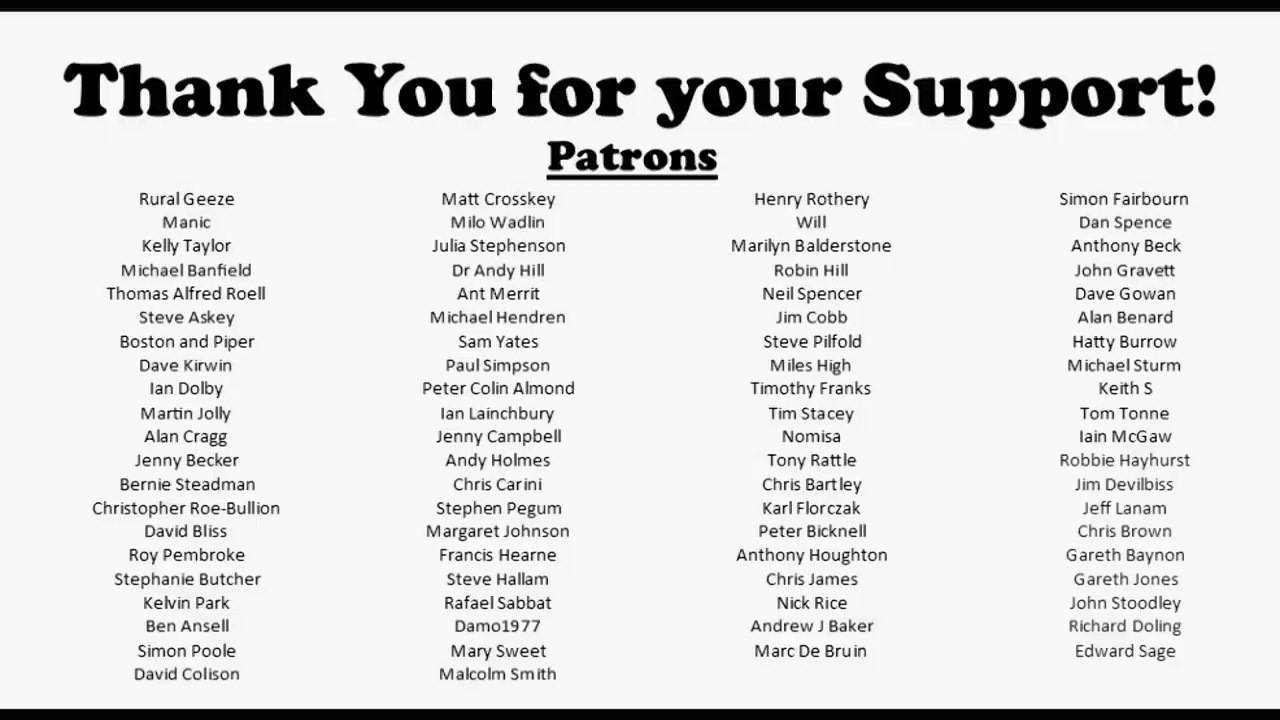 Thank You for your Support!
Patrons
Rural Geeze
Manic
Kelly Taylor
Michael Banfield
Thomas Alfred Roell
Steve Askey
Boston and Piper
Dave Kirwin
Ian Dolby
Martin Jolly
Alan Cragg
Jenny Becker
Bernie Steadman
Christopher Roe-Bullion
David Bliss
Roy Pembroke
Stephanie Butcher
Kelvin Park
Ben Ansell
Simon Poole
David Colison
Matt Crosskey
Milo Wadlin
Julia Stephenson
Dr Andy Hill
Ant Merrit
Michael Hendren
Sam Yates
Paul Simpson
Peter Colin Almond
Ian Lainchbury
Jenny Campbell
Andy Holmes
Chris Carini
Stephen Pegum
Margaret Johnson
Francis Hearne
Steve Hallam
Rafael Sabbat
Damo1977
Mary Sweet
Malcolm Smith
Henry Rothery
Will
Marilyn Balderstone
Robin Hill
Neil Spencer
Jim Cobb
Steve Pilfold
Miles High
Timothy Franks
Tim Stacey
Nomisa
Tony Rattle
Chris Bartley
Karl Florczak
Peter Bicknell
Anthony Houghton
Chris James
Nick Rice
Andrew J Baker
Marc De Bruin
Simon Fairbourn
Dan Spence
Anthony Beck
John Gravett
Dave Gowan
Alan Benard
Hatty Burrow
Michael Sturm
Keith S
Tom Tonne
Iain McGaw
Robbie Hayhurst
Jim Devilbiss
Jeff Lanam
Chris Brown
Gareth Baynon
Gareth Jones
John Stoodley
Richard Doling
Edward Sage